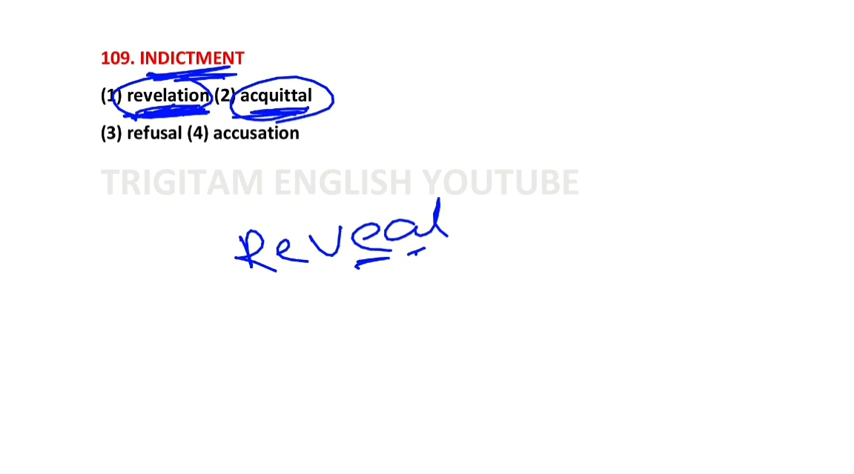 109. INDICTMENT
(1) revelation (2) acquittal
(3) refusal (4) accusation
TRIGITAM ENGLISH YOUTUBE
Reveal